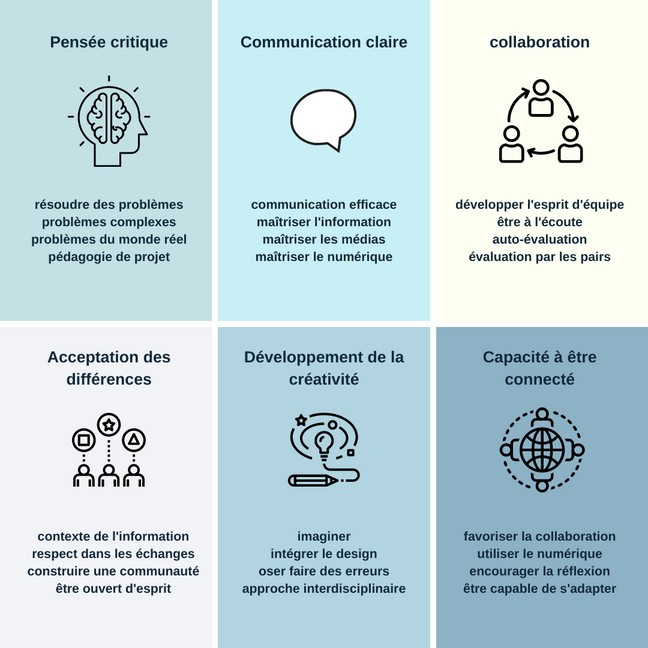 Pensée critique
résoudre des problèmes
problèmes complexes
problèmes du monde réel
pédagogie de projet
Communication claire
communication efficace
maîtriser l'information
maîtriser les médias
maîtriser le numérique
collaboration
développer l'esprit d'équipe
être à l'écoute
auto-évaluation
évaluation par les pairs
Acceptation des
différences
contexte de l'information
respect dans les échanges
construire une communauté
être ouvert d'esprit
Développement de la
créativité
imaginer
intégrer le design
oser faire des erreurs
approche interdisciplinaire
Capacité à être
connecté
favoriser la collaboration
utiliser le numérique
encourager la réflexion
être capable de s'adapter